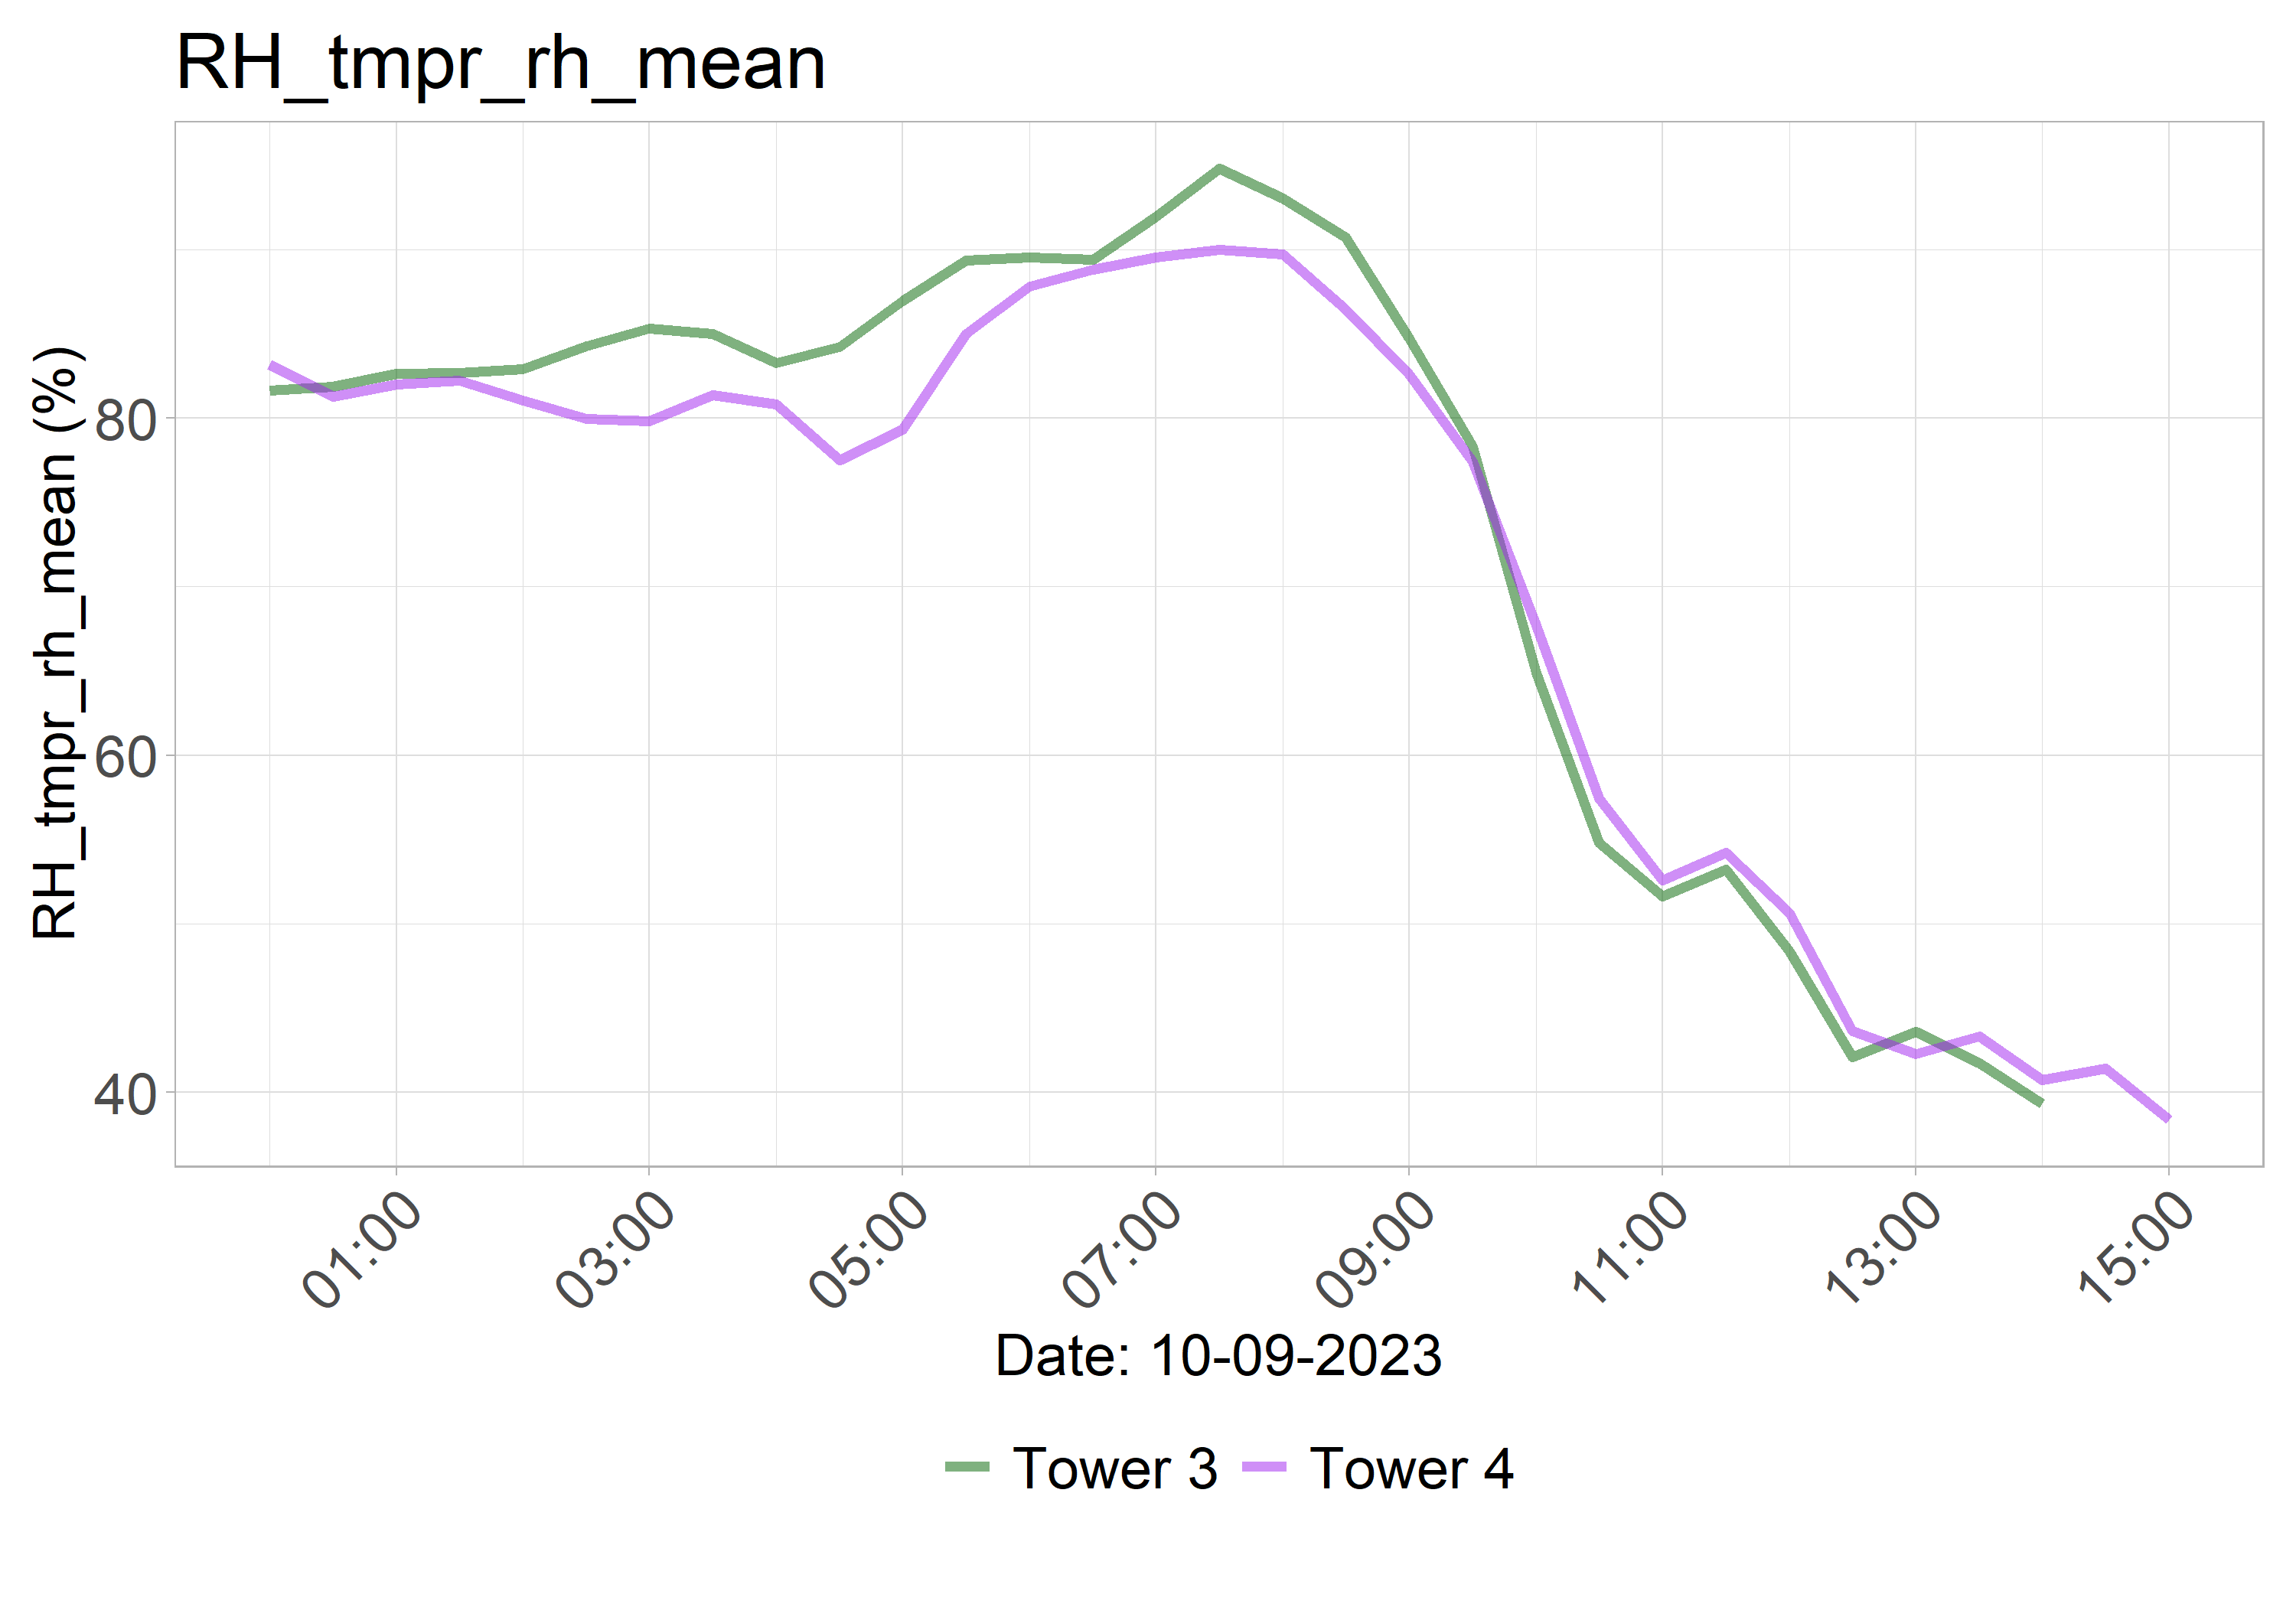 RH_tmpr_rh_mean
RH_tmpr_rh_mean (%)
80
60
40
01:00
03:00
05:00
07:00
09:00
11:00
13:00
15:00
Date: 10-09-2023
Tower 3
Tower 4